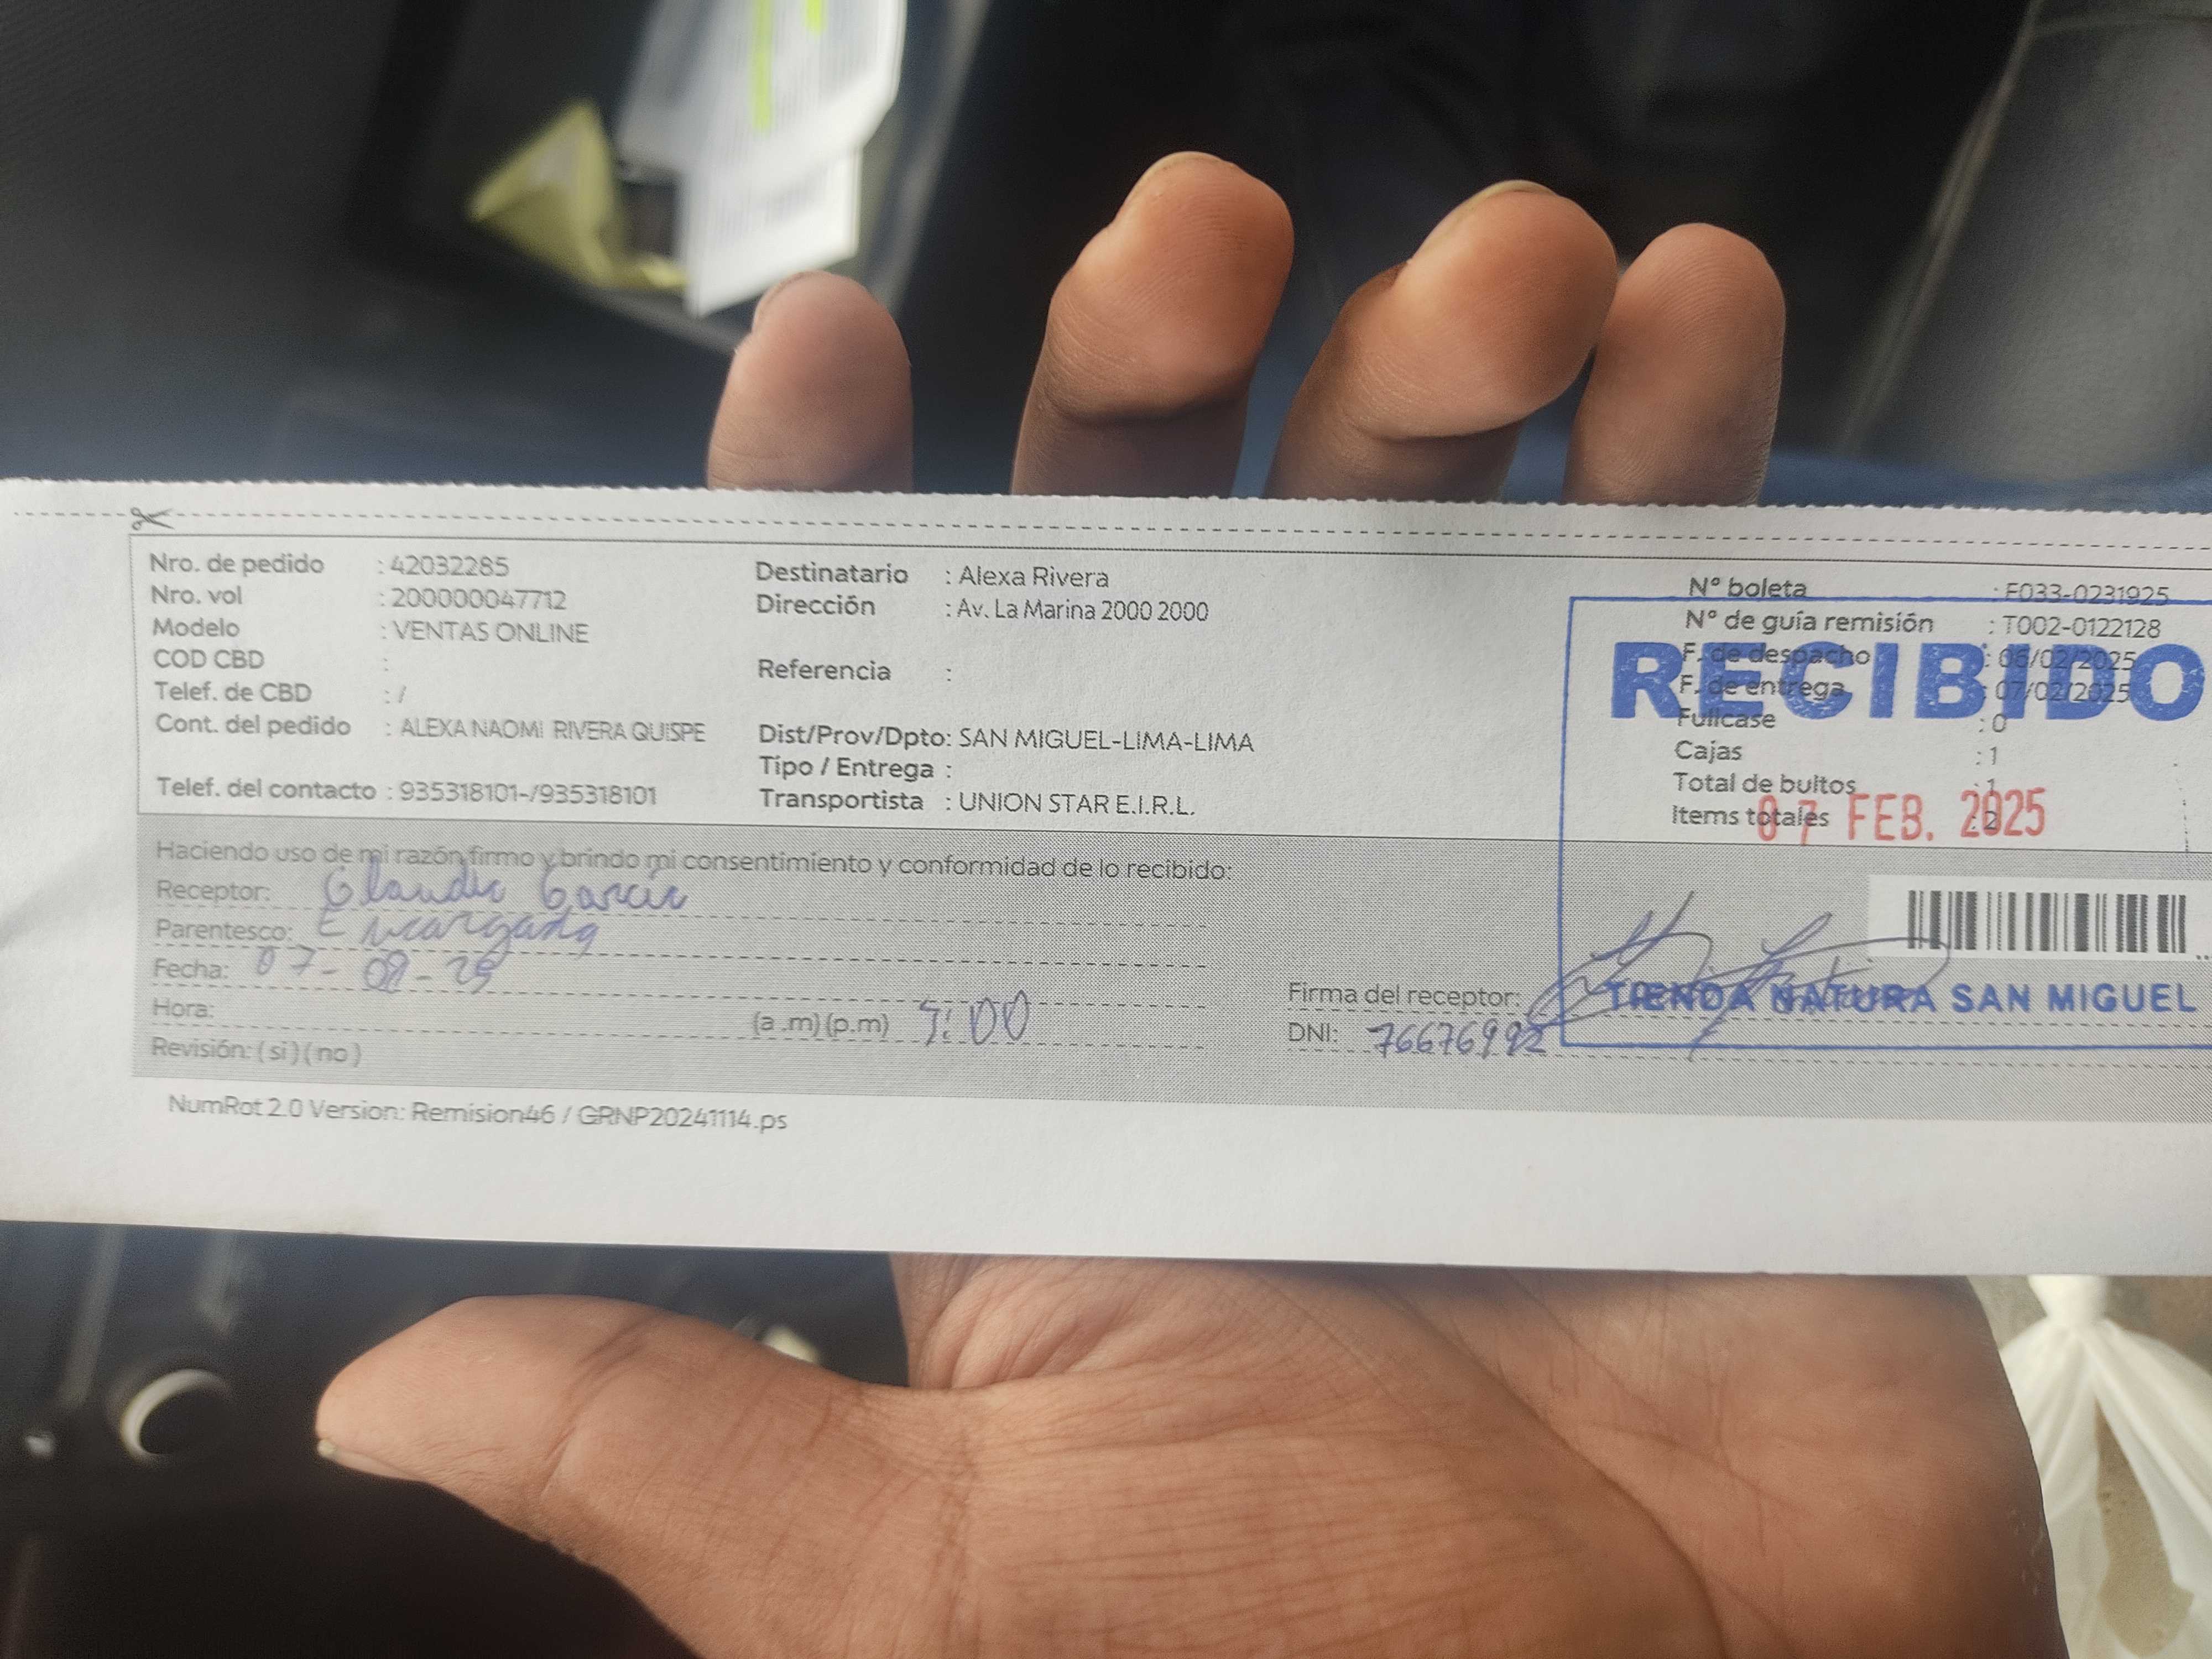 Nro. de pedido : 42032285
Nro. vol : 200000047712
Modelo : VENTAS ONLINE
COD CBD :
Telef. de CBD : /
Cont. del pedido : ALEXA NAOMI RIVERA QUISPE
Telef. del contacto : 935318101-/935318101
Destinatario : Alexa Rivera
Dirección : Av. La Marina 2000 2000
Referencia :
Dist/Prov/Dpto: SAN MIGUEL-LIMA-LIMA
Tipo / Entrega :
Transportista : UNION STAR E.I.R.L.
N° boleta : F033-0231925
N° de guía remisión : T002-0122128
F. de despacho : 06/02/2025
F. de entrega : 07/02/2025
Fullcase : 0
Cajas : 1
Total de bultos : 1
Items totales : 2
RECIBIDO
07 FEB. 2025
Haciendo uso de mi razón firmo y brindo mi consentimiento y conformidad de lo recibido:
Receptor: Claudia Garcia
Parentesco: Encargada
Fecha: 07-02-25
Hora: (a.m)(p.m) :00
Revisión: (si)(no)
Firma del receptor:
DNI: 76676992
TIENDA NATURA SAN MIGUEL
NumRot 2.0 Version: Remision46 / GRNP20241114.ps